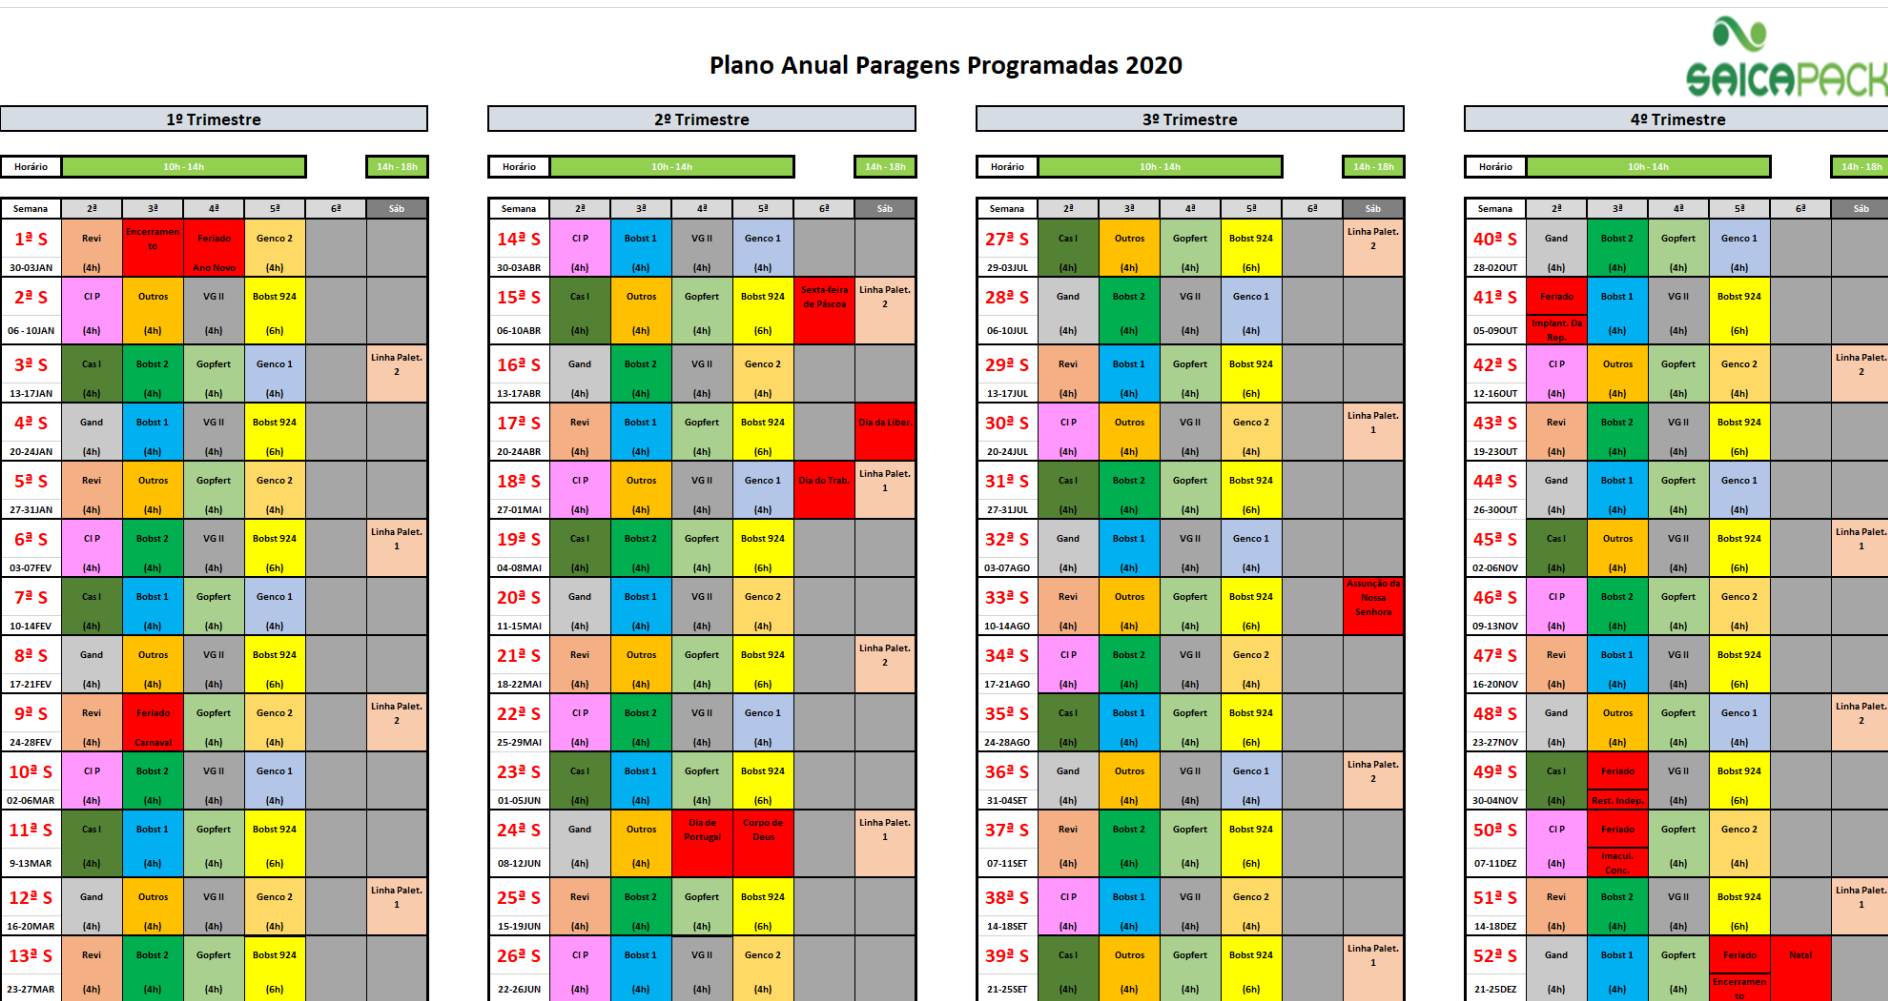 Plano Anual Paragens Programadas 2020
SAICAPACK
1º Trimestre
Horário 10h - 14h 14h - 18h
Semana 2ª 3ª 4ª 5ª 6ª Sáb
1ª S Revi Encerramento Feriado Genco 2
30-03JAN (4h) Ano Novo (4h)
2ª S CI P Outros VG II Bobst 924
06 - 10JAN (4h) (4h) (4h) (6h)
3ª S Cas I Bobst 2 Gopfert Genco 1 Linha Palet. 2
13-17JAN (4h) (4h) (4h) (4h)
4ª S Gand Bobst 1 VG II Bobst 924
20-24JAN (4h) (4h) (4h) (6h)
5ª S Revi Outros Gopfert Genco 2
27-31JAN (4h) (4h) (4h) (4h)
6ª S CI P Bobst 2 VG II Bobst 924 Linha Palet. 1
03-07FEV (4h) (4h) (4h) (6h)
7ª S Cas I Bobst 1 Gopfert Genco 1
10-14FEV (4h) (4h) (4h) (4h)
8ª S Gand Outros VG II Bobst 924
17-21FEV (4h) (4h) (4h) (6h)
9ª S Revi Feriado Gopfert Genco 2 Linha Palet. 2
24-28FEV (4h) Carnaval (4h) (4h)
10ª S CI P Bobst 2 VG II Genco 1
02-06MAR (4h) (4h) (4h) (4h)
11ª S Cas I Bobst 1 Gopfert Bobst 924
9-13MAR (4h) (4h) (4h) (6h)
12ª S Gand Outros VG II Genco 2 Linha Palet. 1
16-20MAR (4h) (4h) (4h) (4h)
13ª S Revi Bobst 2 Gopfert Bobst 924
23-27MAR (4h) (4h) (4h) (6h)
2º Trimestre
Horário 10h - 14h 14h - 18h
Semana 2ª 3ª 4ª 5ª 6ª Sáb
14ª S CI P Bobst 1 VG II Genco 1
30-03ABR (4h) (4h) (4h) (4h)
15ª S Cas I Outros Gopfert Bobst 924 Sexta-feira de Páscoa Linha Palet. 2
06-10ABR (4h) (4h) (4h) (6h)
16ª S Gand Bobst 2 VG II Genco 2
13-17ABR (4h) (4h) (4h) (4h)
17ª S Revi Bobst 1 Gopfert Bobst 924 Dia da Liber.
20-24ABR (4h) (4h) (4h) (6h)
18ª S CI P Outros VG II Genco 1 Dia do Trab. Linha Palet. 1
27-01MAI (4h) (4h) (4h) (4h)
19ª S Cas I Bobst 2 Gopfert Bobst 924
04-08MAI (4h) (4h) (4h) (6h)
20ª S Gand Bobst 1 VG II Genco 2
11-15MAI (4h) (4h) (4h) (4h)
21ª S Revi Outros Gopfert Bobst 924 Linha Palet. 2
18-22MAI (4h) (4h) (4h) (6h)
22ª S CI P Bobst 2 VG II Genco 1
25-29MAI (4h) (4h) (4h) (4h)
23ª S Cas I Bobst 1 Gopfert Bobst 924
01-05JUN (4h) (4h) (4h) (6h)
24ª S Gand Outros Dia de Portugal Corpo de Deus Linha Palet. 1
08-12JUN (4h) (4h)
25ª S Revi Bobst 2 Gopfert Bobst 924
15-19JUN (4h) (4h) (4h) (6h)
26ª S CI P Bobst 1 VG II Genco 2
22-26JUN (4h) (4h) (4h) (4h)
3º Trimestre
Horário 10h - 14h 14h - 18h
Semana 2ª 3ª 4ª 5ª 6ª Sáb
27ª S Cas I Outros Gopfert Bobst 924 Linha Palet. 2
29-03JUL (4h) (4h) (4h) (6h)
28ª S Gand Bobst 2 VG II Genco 1
06-10JUL (4h) (4h) (4h) (4h)
29ª S Revi Bobst 1 Gopfert Bobst 924
13-17JUL (4h) (4h) (4h) (6h)
30ª S CI P Outros VG II Genco 2 Linha Palet. 1
20-24JUL (4h) (4h) (4h) (4h)
31ª S Cas I Bobst 2 Gopfert Bobst 924
27-31JUL (4h) (4h) (4h) (6h)
32ª S Gand Bobst 1 VG II Genco 1
03-07AGO (4h) (4h) (4h) (4h)
33ª S Revi Outros Gopfert Bobst 924 Assunção da Nossa Senhora
10-14AGO (4h) (4h) (4h) (6h)
34ª S CI P Bobst 2 VG II Genco 2
17-21AGO (4h) (4h) (4h) (4h)
35ª S Cas I Bobst 1 Gopfert Bobst 924
24-28AGO (4h) (4h) (4h) (6h)
36ª S Gand Outros VG II Genco 1 Linha Palet. 2
31-04SET (4h) (4h) (4h) (4h)
37ª S Revi Bobst 2 Gopfert Bobst 924
07-11SET (4h) (4h) (4h) (6h)
38ª S CI P Bobst 1 VG II Genco 2
14-18SET (4h) (4h) (4h) (4h)
39ª S Cas I Outros Gopfert Bobst 924 Linha Palet. 1
21-25SET (4h) (4h) (4h) (6h)
4º Trimestre
Horário 10h - 14h 14h - 18h
Semana 2ª 3ª 4ª 5ª 6ª Sáb
40ª S Gand Bobst 2 Gopfert Genco 1
28-02OUT (4h) (4h) (4h) (4h)
41ª S Feriado Bobst 1 VG II Bobst 924
05-09OUT Implant. Da Rep. (4h) (4h) (6h)
42ª S CI P Outros Gopfert Genco 2 Linha Palet. 2
12-16OUT (4h) (4h) (4h) (4h)
43ª S Revi Bobst 2 VG II Bobst 924
19-23OUT (4h) (4h) (4h) (6h)
44ª S Gand Bobst 1 Gopfert Genco 1
26-30OUT (4h) (4h) (4h) (4h)
45ª S Cas I Outros VG II Bobst 924 Linha Palet. 1
02-06NOV (4h) (4h) (4h) (6h)
46ª S CI P Bobst 2 Gopfert Genco 2
09-13NOV (4h) (4h) (4h) (4h)
47ª S Revi Bobst 1 VG II Bobst 924
16-20NOV (4h) (4h) (4h) (6h)
48ª S Gand Outros Gopfert Genco 1 Linha Palet. 2
23-27NOV (4h) (4h) (4h) (4h)
49ª S Cas I Feriado VG II Bobst 924
30-04NOV (4h) Rest. Indep. (4h) (6h)
50ª S CI P Feriado Gopfert Genco 2
07-11DEZ (4h) Imacul. Conc. (4h) (4h)
51ª S Revi Bobst 2 VG II Bobst 924 Linha Palet. 1
14-18DEZ (4h) (4h) (4h) (6h)
52ª S Gand Bobst 1 Gopfert Feriado Natal
21-25DEZ (4h) (4h) (4h) Encerramento